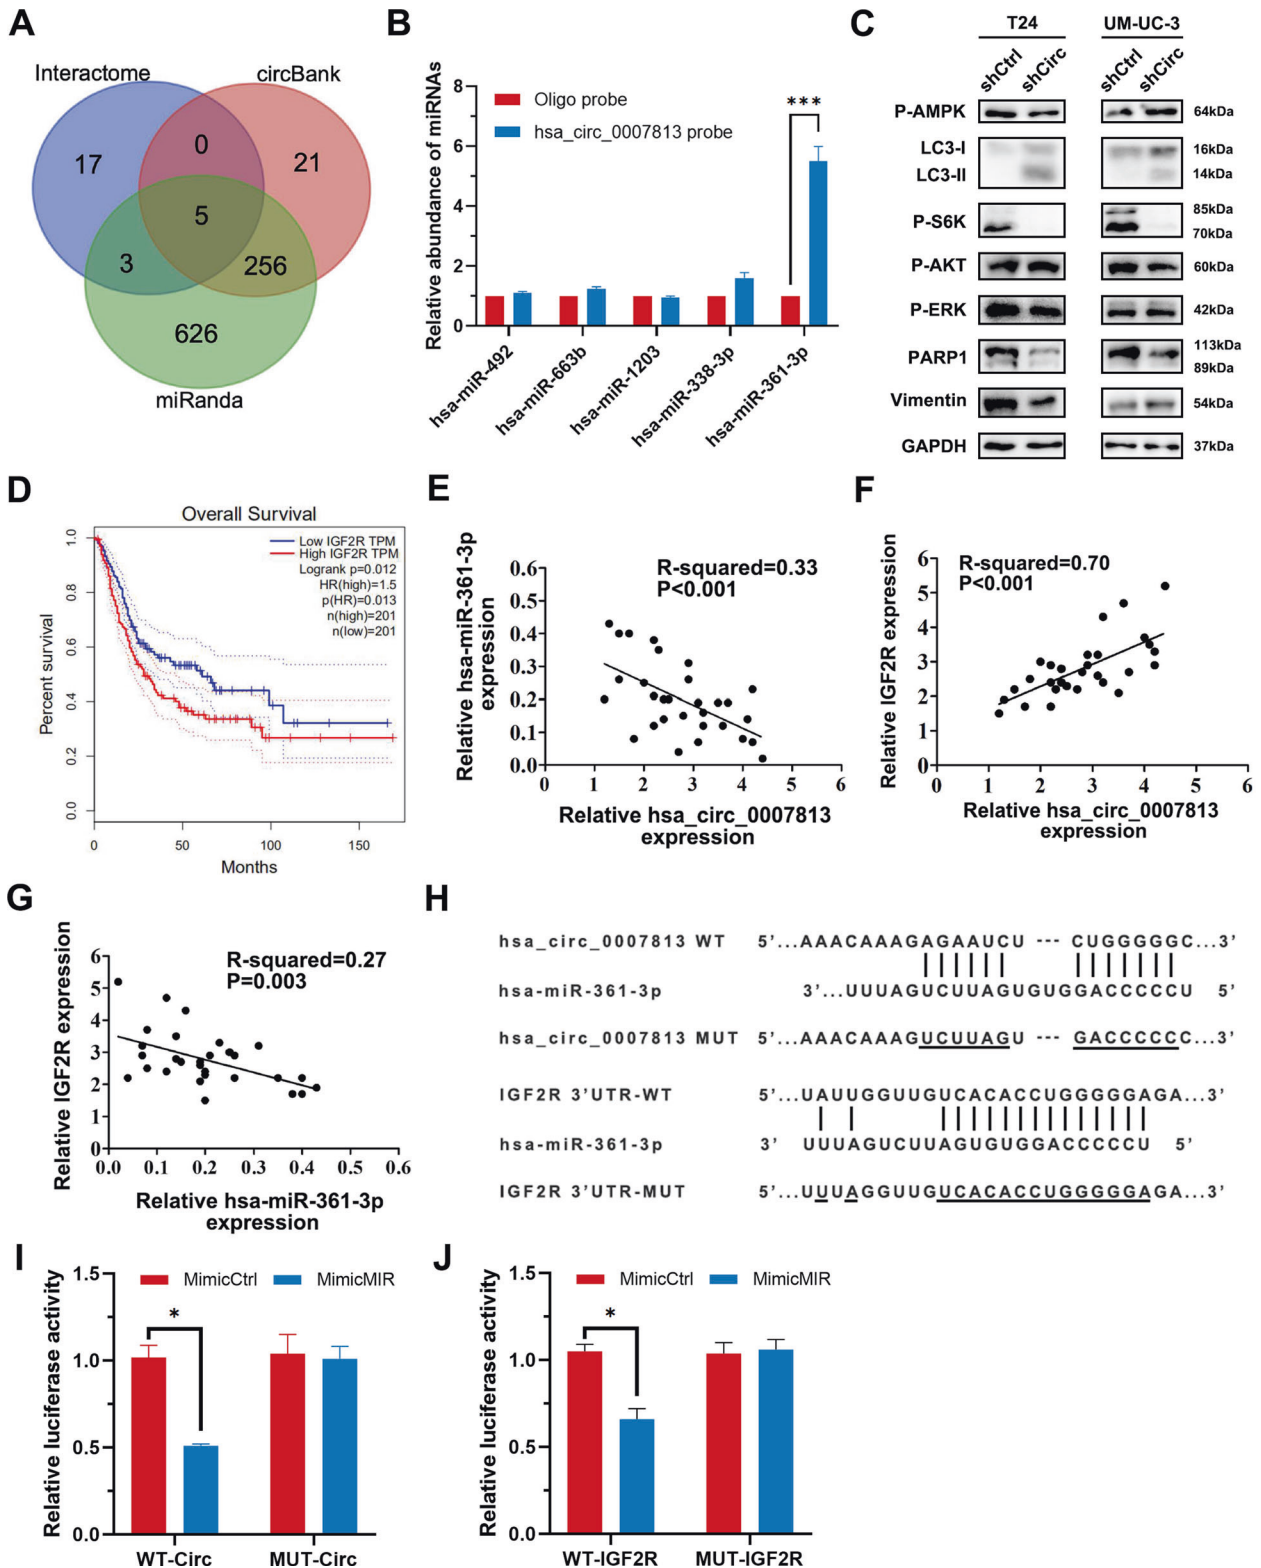 A
Interactome
circBank
17
0
21
5
3
256
626
miRanda
B
Relative abundance of miRNAs
8
6
4
2
0
Oligo probe
hsa_circ_0007813 probe
***
hsa-miR-492
hsa-miR-663b
hsa-miR-1203
hsa-miR-338-3p
hsa-miR-361-3p
C
T24
UM-UC-3
shCtrl
shCirc
shCtrl
shCirc
P-AMPK
64kDa
LC3-I
16kDa
LC3-II
14kDa
P-S6K
85kDa
70kDa
P-AKT
60kDa
P-ERK
42kDa
PARP1
113kDa
89kDa
Vimentin
54kDa
GAPDH
37kDa
D
Overall Survival
Low IGF2R TPM
High IGF2R TPM
Logrank p=0.012
HR(high)=1.5
p(HR)=0.013
n(high)=201
n(low)=201
Percent survival
1.0
0.8
0.6
0.4
0.2
0.0
0
50
100
150
Months
E
Relative hsa-miR-361-3p
expression
R-squared=0.33
P<0.001
0.6
0.5
0.4
0.3
0.2
0.1
0.0
0
1
2
3
4
5
6
Relative hsa_circ_0007813
expression
F
Relative IGF2R expression
R-squared=0.70
P<0.001
6
5
4
3
2
1
0
0
1
2
3
4
5
6
Relative hsa_circ_0007813
expression
G
Relative IGF2R expression
R-squared=0.27
P=0.003
6
5
4
3
2
1
0
0.0
0.1
0.2
0.3
0.4
0.5
0.6
Relative hsa-miR-361-3p
expression
H
hsa_circ_0007813 WT 5'...AAACAAAGAGAAUCU --- CUGGGGGC...3'
hsa-miR-361-3p 3'...UUUAGUCUUAGUGUGGACCCCCU 5'
hsa_circ_0007813 MUT 5'...AAACAAAGUCUUAGU --- GACCCCCC...3'
IGF2R 3'UTR-WT 5'...UAUUGGUUGUCACACCUGGGGGAGA...3'
hsa-miR-361-3p 3' UUUAGUCUUAGUGUGGACCCCCU 5'
IGF2R 3'UTR-MUT 5'...UUUAGGUUGUCACACCUGGGGGAGA...3'
I
Relative luciferase activity
MimicCtrl
MimicMIR
*
1.5
1.0
0.5
0.0
WT-Circ
MUT-Circ
J
Relative luciferase activity
MimicCtrl
MimicMIR
*
1.5
1.0
0.5
0.0
WT-IGF2R
MUT-IGF2R